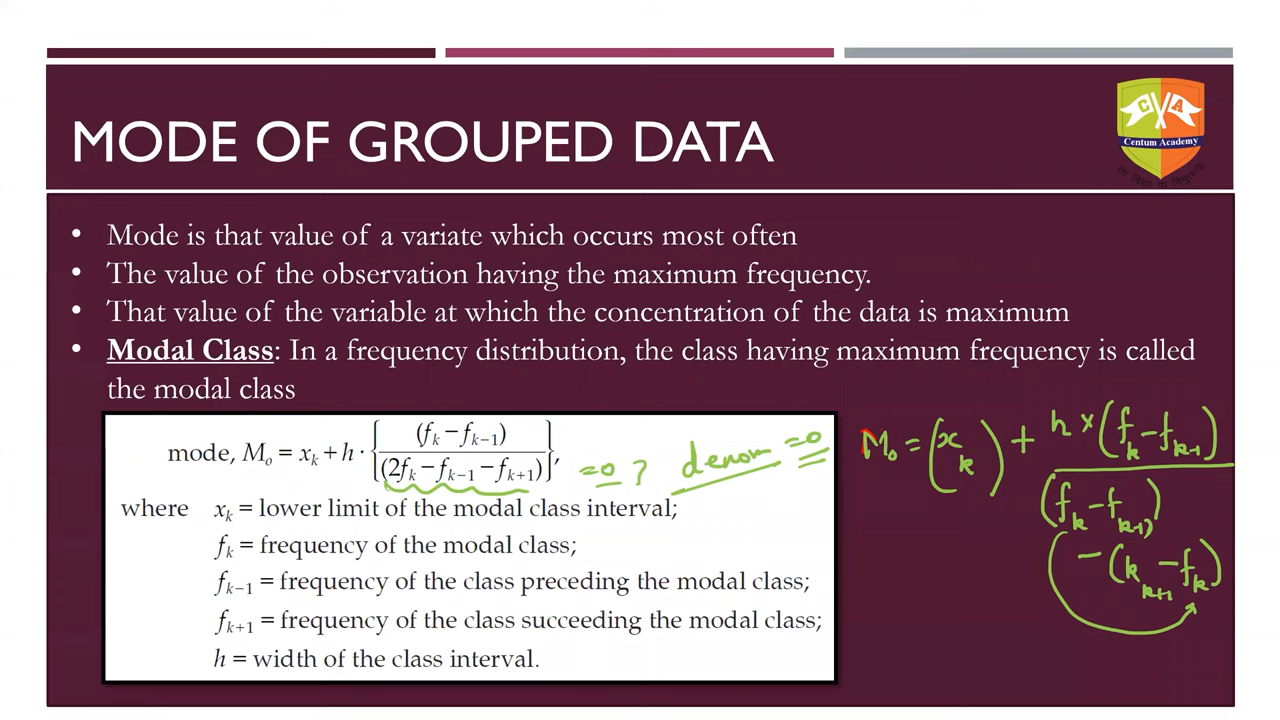 MODE OF GROUPED DATA
C A
Centum Academy
• Mode is that value of a variate which occurs most often
• The value of the observation having the maximum frequency.
• That value of the variable at which the concentration of the data is maximum
• Modal Class: In a frequency distribution, the class having maximum frequency is called
the modal class
mode, Mₒ = xₖ + h · {(fₖ − fₖ₋₁) / (2fₖ − fₖ₋₁ − fₖ₊₁)},
= 0 ? denom = 0
where xₖ = lower limit of the modal class interval;
fₖ = frequency of the modal class;
fₖ₋₁ = frequency of the class preceding the modal class;
fₖ₊₁ = frequency of the class succeeding the modal class;
h = width of the class interval.
Mₒ = (xₖ) + h × (fₖ − fₖ₋₁)
(fₖ − fₖ₋₁)
− (kₖ₊₁ − fₖ)